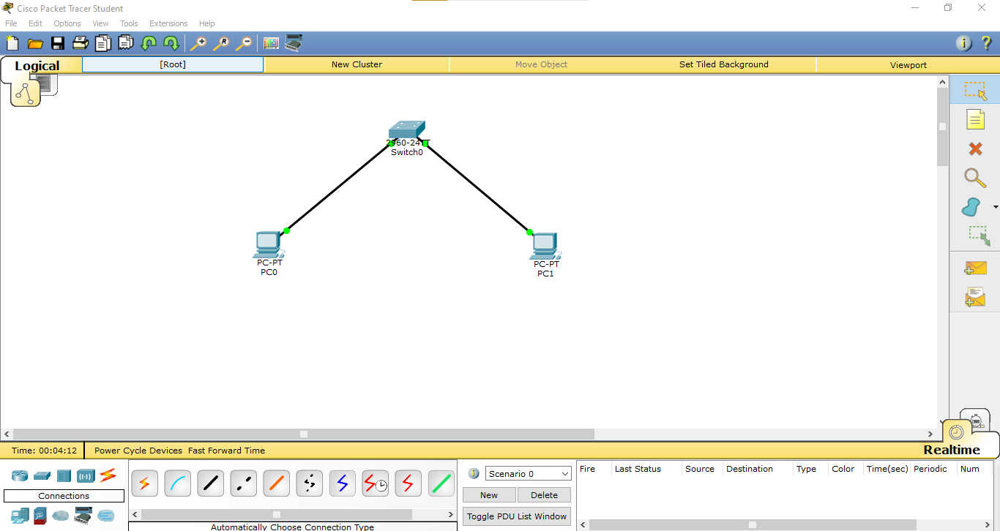 Cisco Packet Tracer Student
File Edit Options View Tools Extensions Help
Logical [Root] New Cluster Move Object Set Tiled Background Viewport
2960-24TT
Switch0
PC-PT
PC0
PC-PT
PC1
Time: 00:04:12 Power Cycle Devices Fast Forward Time
Realtime
Connections
Automatically Choose Connection Type
Scenario 0
New Delete
Toggle PDU List Window
Fire Last Status Source Destination Type Color Time(sec) Periodic Num